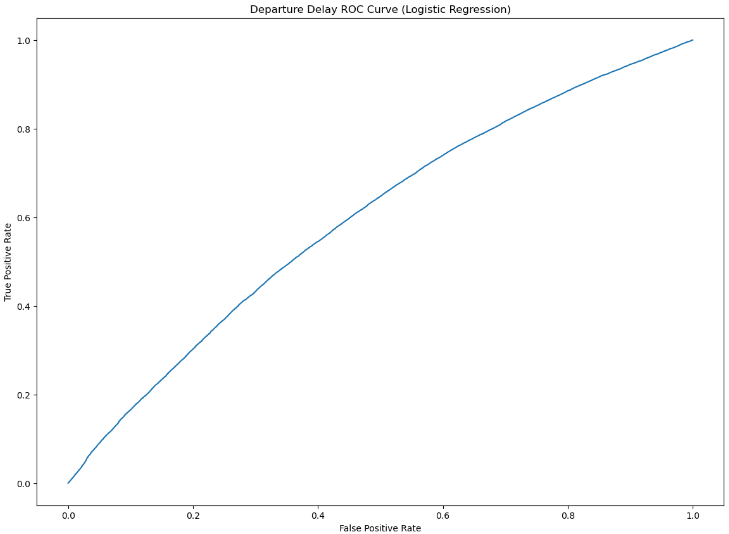 Departure Delay ROC Curve (Logistic Regression)
1.0
0.8
0.6
0.4
0.2
0.0
True Positive Rate
0.0 0.2 0.4 0.6 0.8 1.0
False Positive Rate